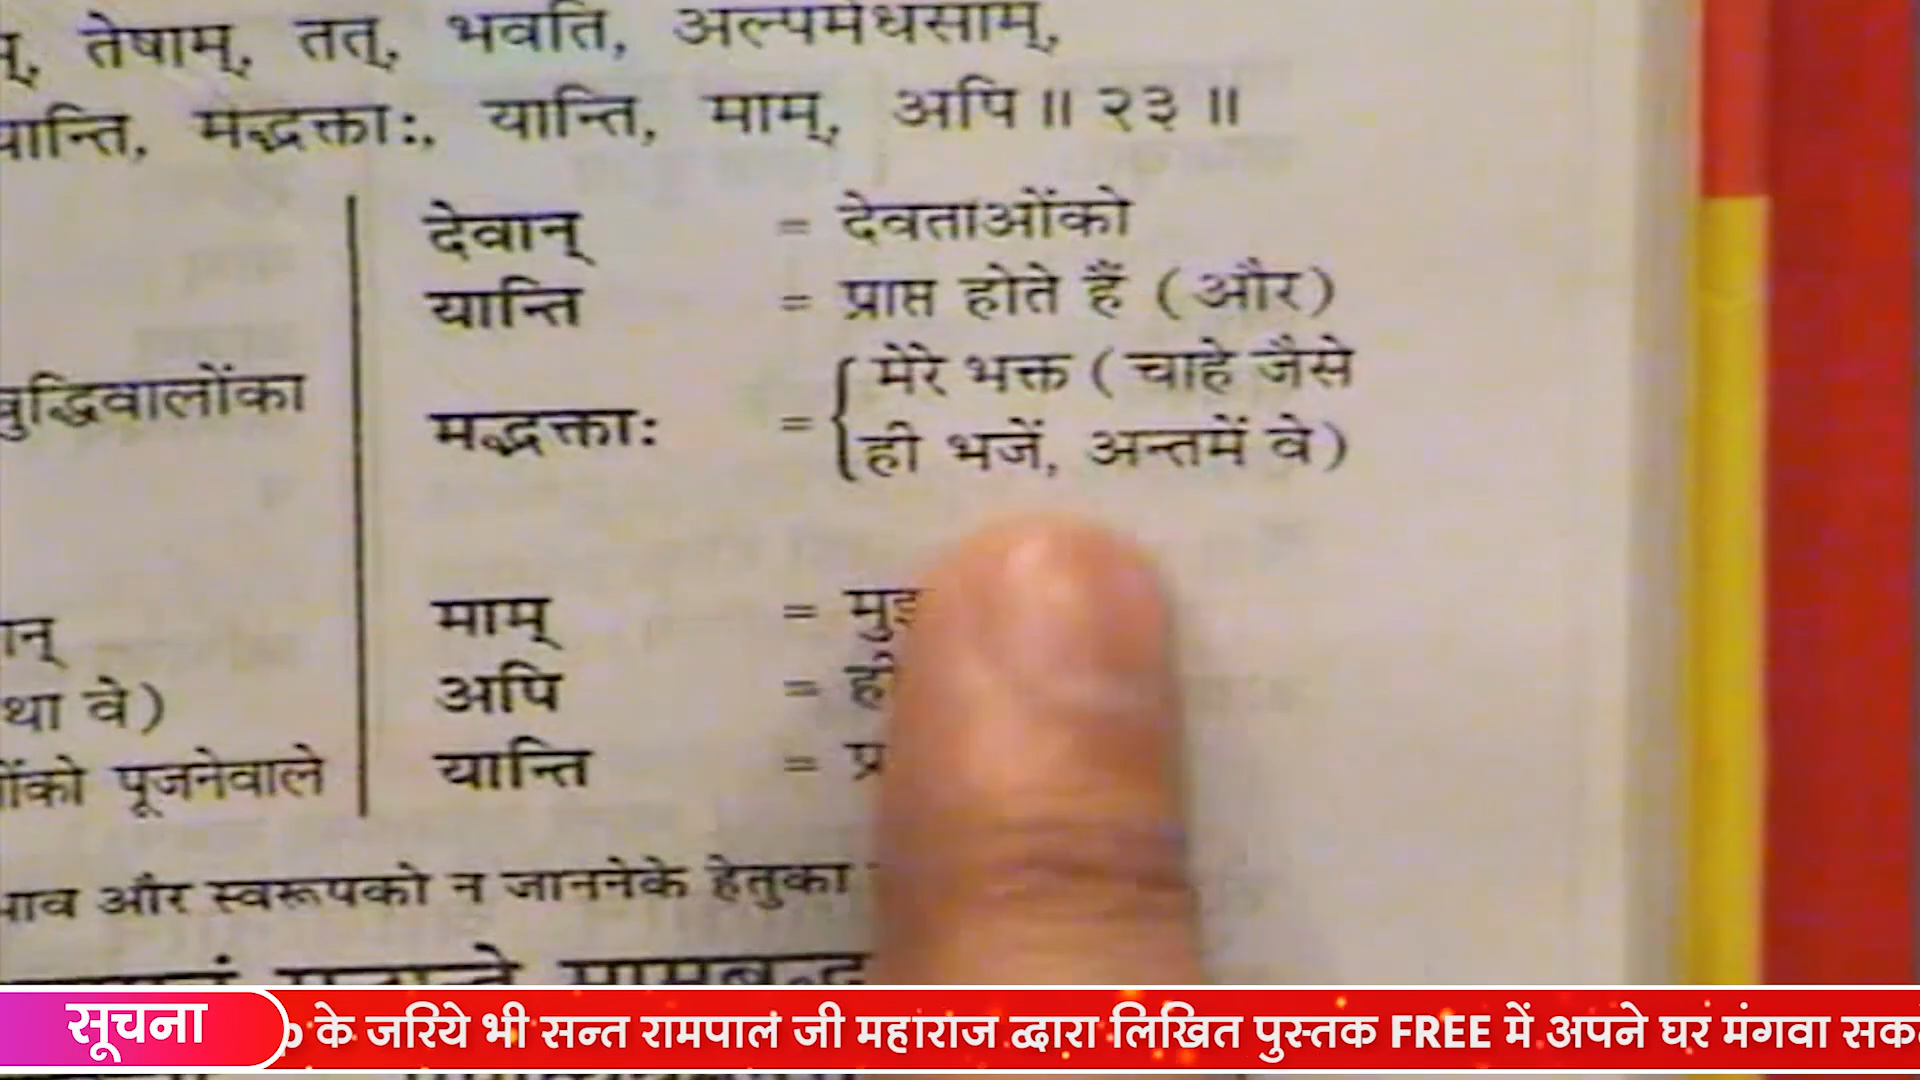 तेषाम्, तत्, भवति, अल्पमेधसाम्,
यान्ति, मद्भक्ताः, यान्ति, माम्, अपि ॥ २३ ॥
देवान् = देवताओंको
यान्ति = प्राप्त होते हैं (और)
बुद्धिवालोंका
मद्भक्ताः = मेरे भक्त (चाहे जैसे
ही भजें, अन्तमें वे)
माम् =
अपि =
था वे)
यान्ति =
ोंको पूजनेवाले
और स्वरूपको न जाननेके हेतुका
सूचना
के जरिये भी सन्त रामपाल जी महाराज द्वारा लिखित पुस्तक FREE में अपने घर मंगवा सक